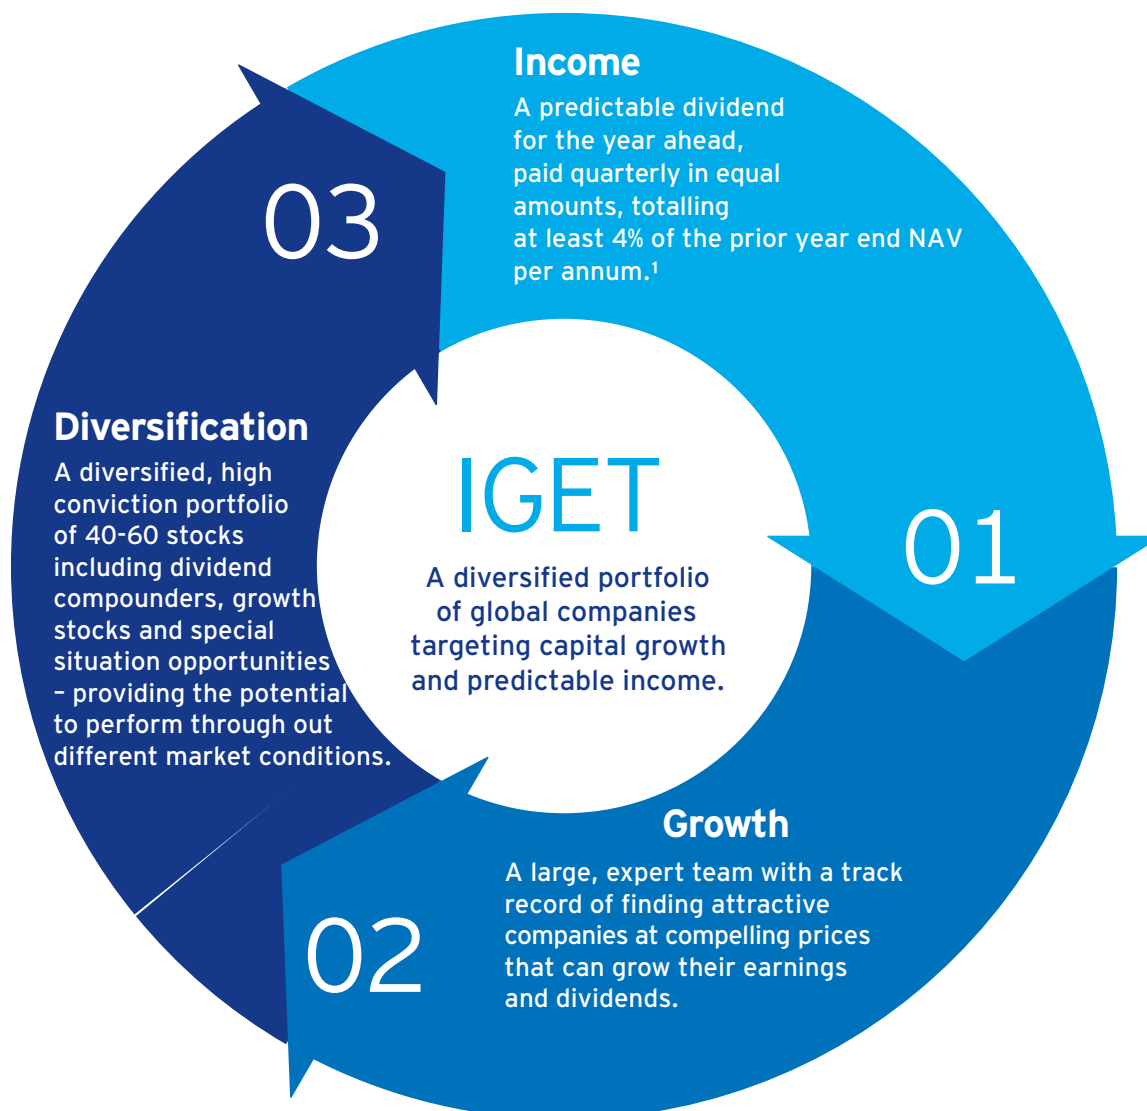 Income
A predictable dividend
for the year ahead,
paid quarterly in equal
amounts, totalling
at least 4% of the prior year end NAV
per annum.¹
01
Growth
A large, expert team with a track
record of finding attractive
companies at compelling prices
that can grow their earnings
and dividends.
02
Diversification
A diversified, high
conviction portfolio
of 40-60 stocks
including dividend
compounders, growth
stocks and special
situation opportunities
– providing the potential
to perform through out
different market conditions.
03
IGET
A diversified portfolio
of global companies
targeting capital growth
and predictable income.